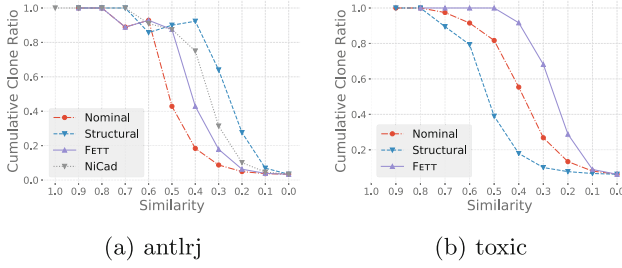 Cumulative Clone Ratio
1.0
0.8
0.6
0.4
0.2
0.0
Nominal
Structural
FETT
NiCad
1.0 0.9 0.8 0.7 0.6 0.5 0.4 0.3 0.2 0.1 0.0
Similarity
(a) antlrj
Cumulative Clone Ratio
1.0
0.8
0.6
0.4
0.2
Nominal
Structural
FETT
1.0 0.9 0.8 0.7 0.6 0.5 0.4 0.3 0.2 0.1 0.0
Similarity
(b) toxic